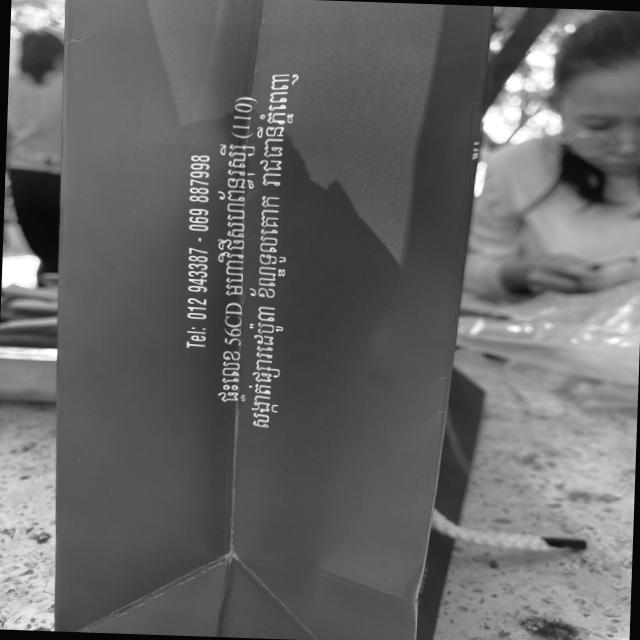 ផ្ទះលេខ.50CD មហាវិថីសហព័ន្ធរុស្ស៊ី (110)
សង្កាត់ផ្សារដេប៉ូ៣ ខ័ណ្ឌទួលគោក រាជធានីភ្នំពេញ
Tel: 012 943387 - 069 887998